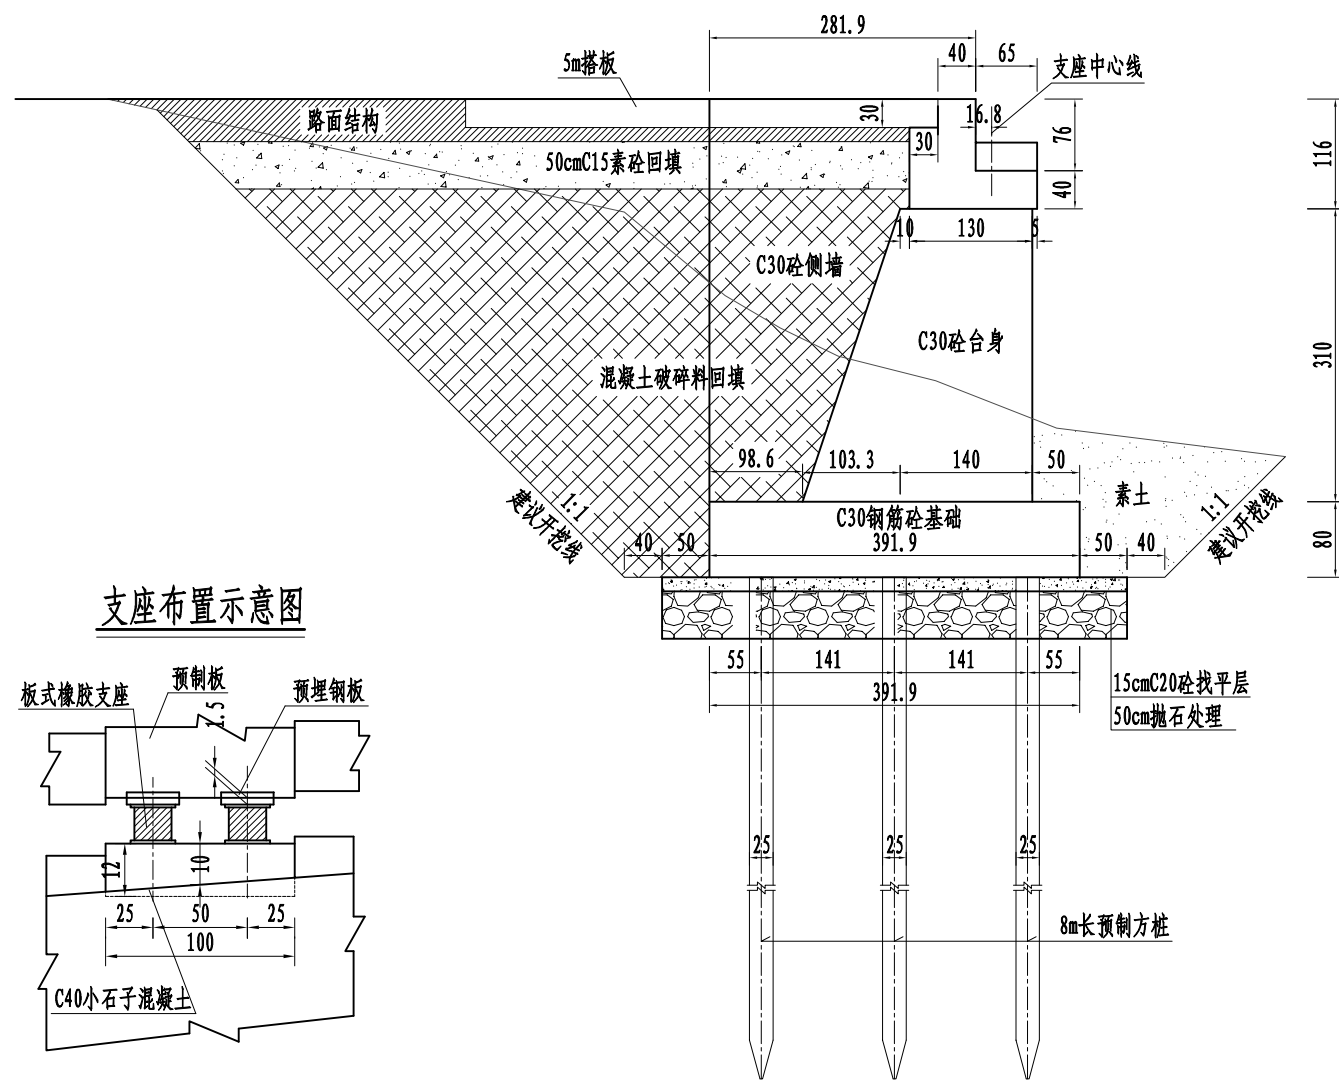 281.9
40
65
5m搭板
支座中心线
路面结构
30
16.8
76
116
50cmC15素砼回填
30
40
10
130
5
C30砼侧墙
C30砼台身
310
混凝土破碎料回填
98.6
103.3
140
50
素土
1:1
建议开挖线
1:1
建议开挖线
C30钢筋砼基础
40
50
391.9
50
40
80
支座布置示意图
55
141
141
55
391.9
15cmC20砼找平层
50cm抛石处理
板式橡胶支座
预制板
预埋钢板
1.5
12
10
25
50
25
100
C40小石子混凝土
25
25
25
8m长预制方桩